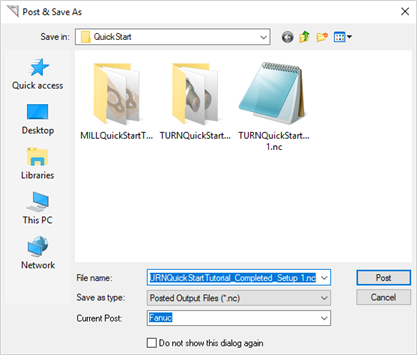 Post & Save As
Save in:
QuickStart
Quick access
Desktop
Libraries
This PC
Network
MILLQuickStartT...
TURNQuickStart...
TURNQuickStart...
1.nc
File name:
URNQuickStartTutorial_Completed_Setup 1.nc
Post
Save as type:
Posted Output Files (*.nc)
Cancel
Current Post:
Fanuc
Do not show this dialog again